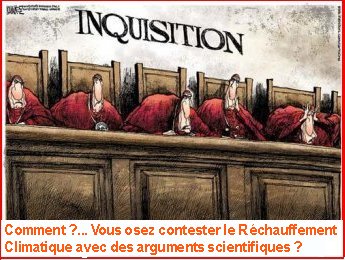 INQUISITION
Comment ?... Vous osez contester le Réchauffement
Climatique avec des arguments scientifiques ?